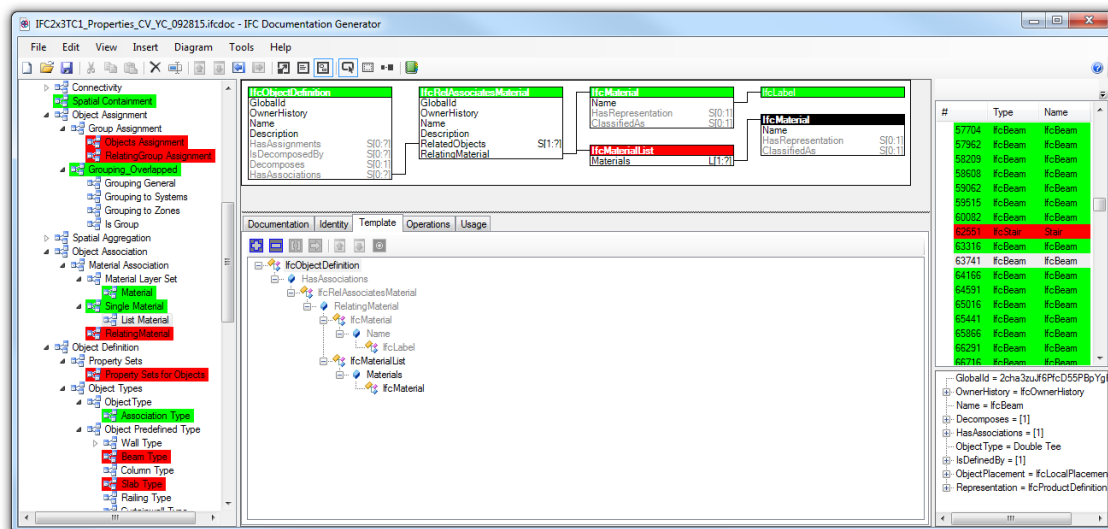 IFC2x3TC1_Properties_CV_YC_092815.ifcdoc - IFC Documentation Generator
File Edit View Insert Diagram Tools Help
Connectivity
Spatial Containment
Object Assignment
Group Assignment
Objects Assignment
RelatingGroup Assignment
Grouping_Overlapped
Grouping General
Grouping to Systems
Grouping to Zones
Is Group
Spatial Aggregation
Object Association
Material Association
Material Layer Set
Material
Single Material
List Material
RelatingMaterial
Object Definition
Property Sets
Property Sets for Objects
Object Types
ObjectType
Association Type
Object Predefined Type
Wall Type
Beam Type
Column Type
Slab Type
Railing Type
IfcObjectDefinition
GlobalId
OwnerHistory
Name
Description
HasAssignments S[0:?]
IsDecomposedBy S[0:?]
Decomposes S[0:1]
HasAssociations S[0:?]
IfcRelAssociatesMaterial
GlobalId
OwnerHistory
Name
Description
RelatedObjects S[1:?]
RelatingMaterial
IfcMaterial
Name
HasRepresentation S[0:1]
ClassifiedAs S[0:1]
IfcMaterialList
Materials L[1:?]
IfcLabel
IfcMaterial
Name
HasRepresentation S[0:1]
ClassifiedAs S[0:1]
Documentation Identity Template Operations Usage
IfcObjectDefinition
HasAssociations
IfcRelAssociatesMaterial
RelatingMaterial
IfcMaterial
Name
IfcLabel
IfcMaterialList
Materials
IfcMaterial
# Type Name
57704 IfcBeam IfcBeam
57962 IfcBeam IfcBeam
58209 IfcBeam IfcBeam
58608 IfcBeam IfcBeam
59062 IfcBeam IfcBeam
59515 IfcBeam IfcBeam
60082 IfcBeam IfcBeam
62551 IfcStair Stair
63316 IfcBeam IfcBeam
63741 IfcBeam IfcBeam
64166 IfcBeam IfcBeam
64591 IfcBeam IfcBeam
65016 IfcBeam IfcBeam
65441 IfcBeam IfcBeam
65866 IfcBeam IfcBeam
66291 IfcBeam IfcBeam
66716 IfcBeam IfcBeam
GlobalId = 2cha3zuJf6PfcD55PBpYgl
OwnerHistory = IfcOwnerHistory
Name = IfcBeam
Decomposes = [1]
HasAssociations = [1]
ObjectType = Double Tee
IsDefinedBy = [1]
ObjectPlacement = IfcLocalPlacemen
Representation = IfcProductDefinition